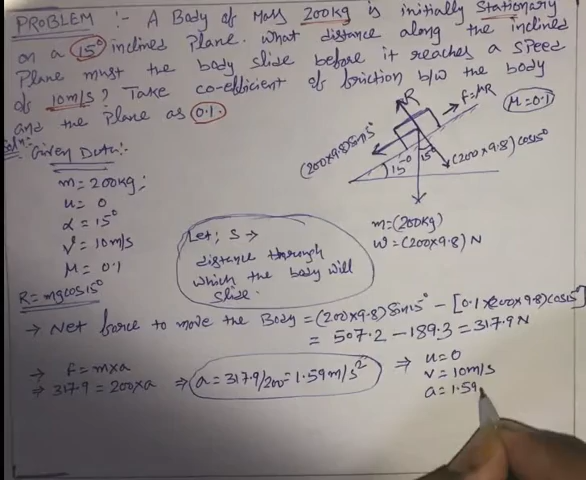 PROBLEM :- A Body of Mass 200kg is initially Stationary
on a 15° inclined Plane. What distance along the inclined
Plane must the body slide before it reaches a Speed
of 10m/s? Take co-efficient of friction b/w the body
and the Plane as 0.1.
μ=0.1
R
F=μR
(200×9.8)Sin15°
15°
15°
(200×9.8)cos15°
Given Data:-
m=200kg;
u=0
α=15°
v=10m/s
μ=0.1
R=mgcos15°
Let; S →
distance through
which the body will
slide.
m=(200kg)
w=(200×9.8)N
→ Net force to move the Body = (200×9.8)Sin15° - [0.1×200×9.8)cos15°]
= 507.2 - 189.3 = 317.9N
→ F=m×a
⇒ 317.9=200×a ⇒ a=317.9/200=1.59m/s²
⇒ u=0
v=10m/s
a=1.59